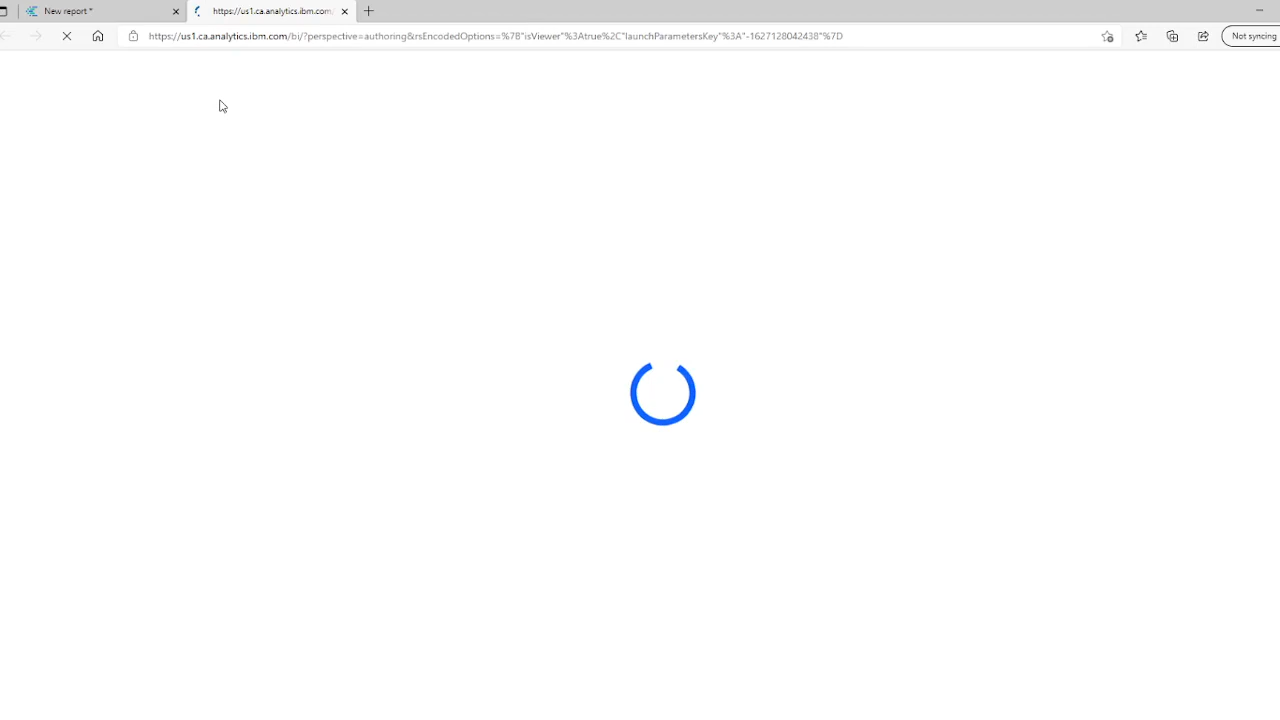 New report *
https://us1.ca.analytics.ibm.com
https://us1.ca.analytics.ibm.com/bi/?perspective=authoring&rsEncodedOptions=%7B"isViewer"%3Atrue%2C"launchParametersKey"%3A"-1627128042438"%7D
Not syncing